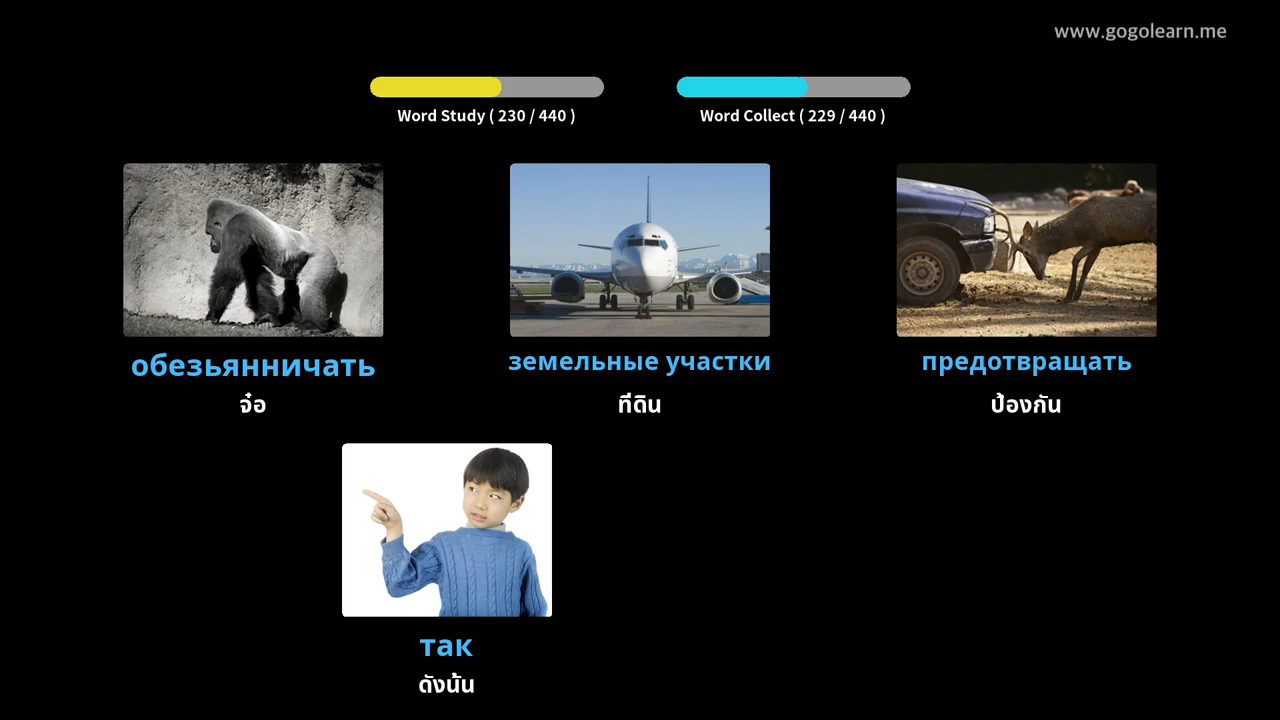 www.gogolearn.me
Word Study ( 230 / 440 )
Word Collect ( 229 / 440 )
обезьянничать
จ๋อ
земельные участки
ที่ดิน
предотвращать
ป้องกัน
так
ดังนั้น